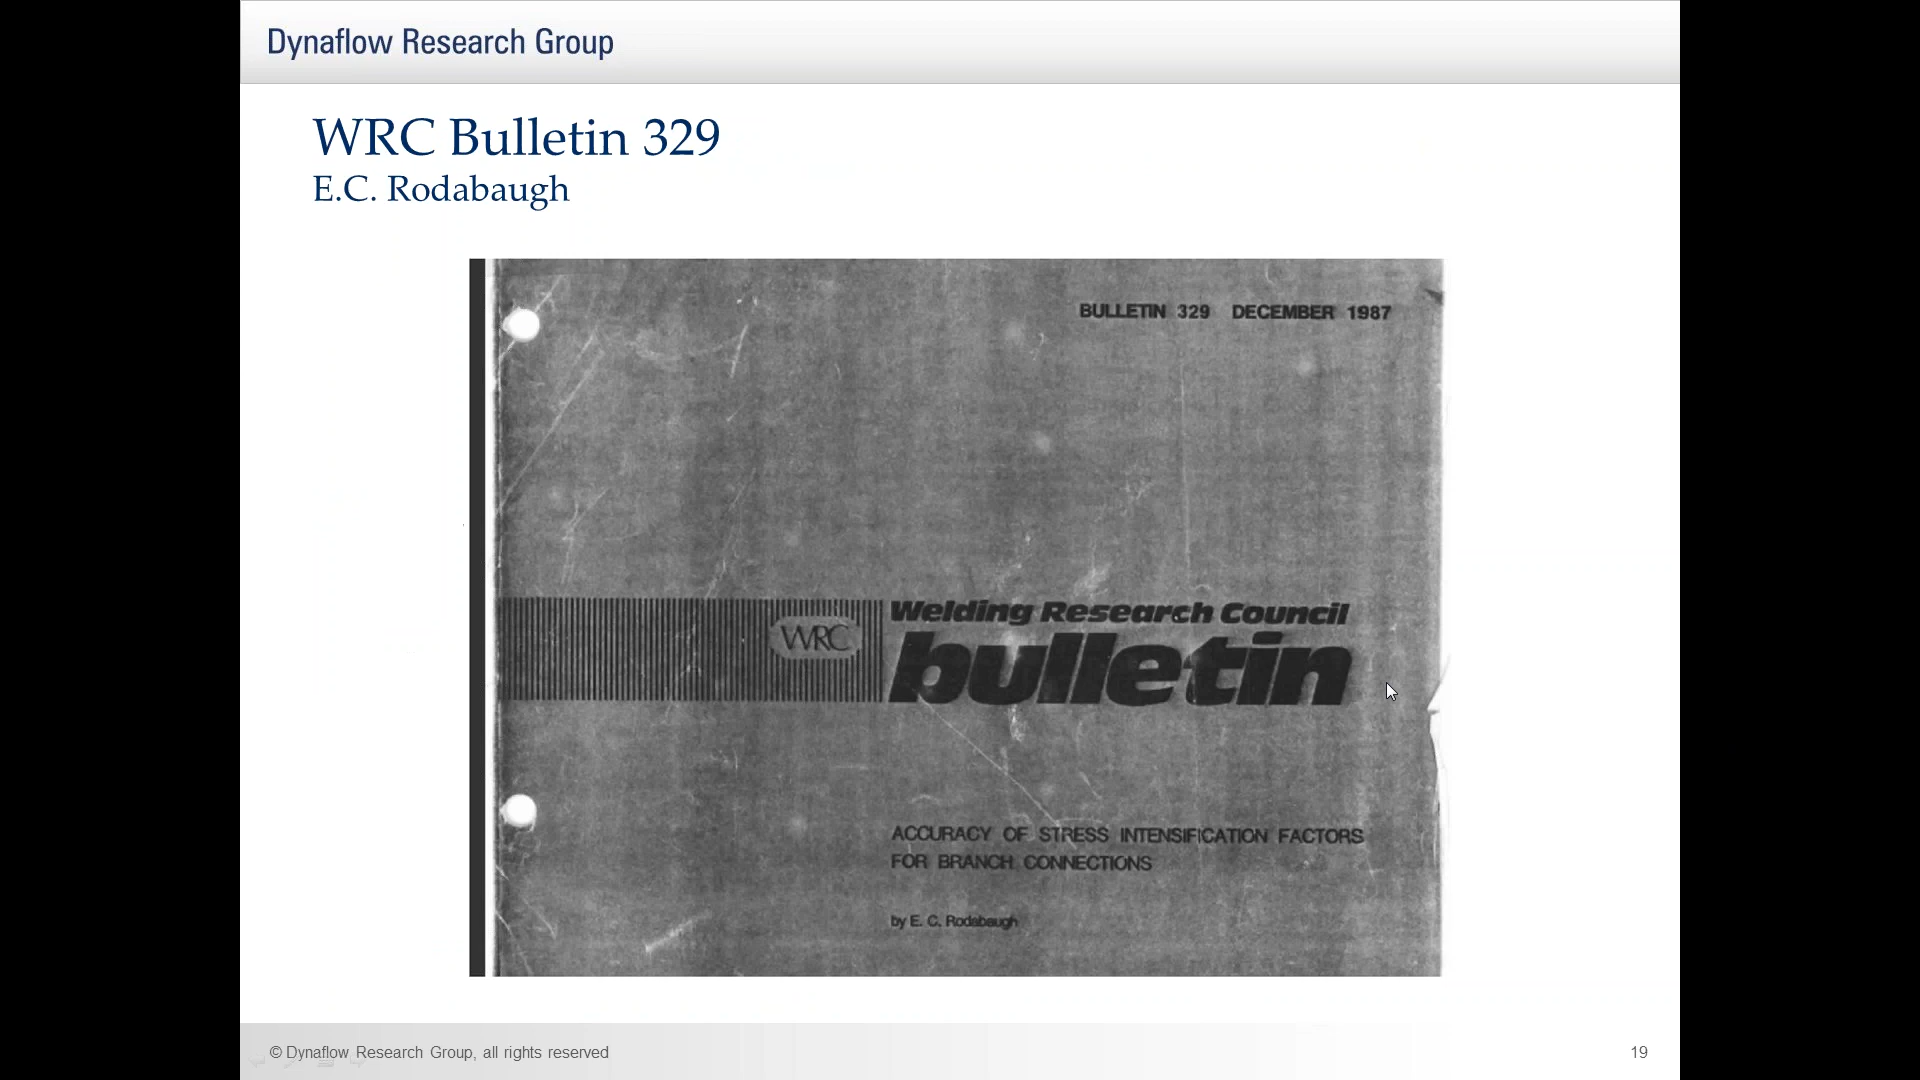 Dynaflow Research Group
WRC Bulletin 329
E.C. Rodabaugh
BULLETIN 329 DECEMBER 1987
WRC
Welding Research Council
bulletin
ACCURACY OF STRESS INTENSIFICATION FACTORS
FOR BRANCH CONNECTIONS
by E. C. Rodabaugh
© Dynaflow Research Group, all rights reserved
19